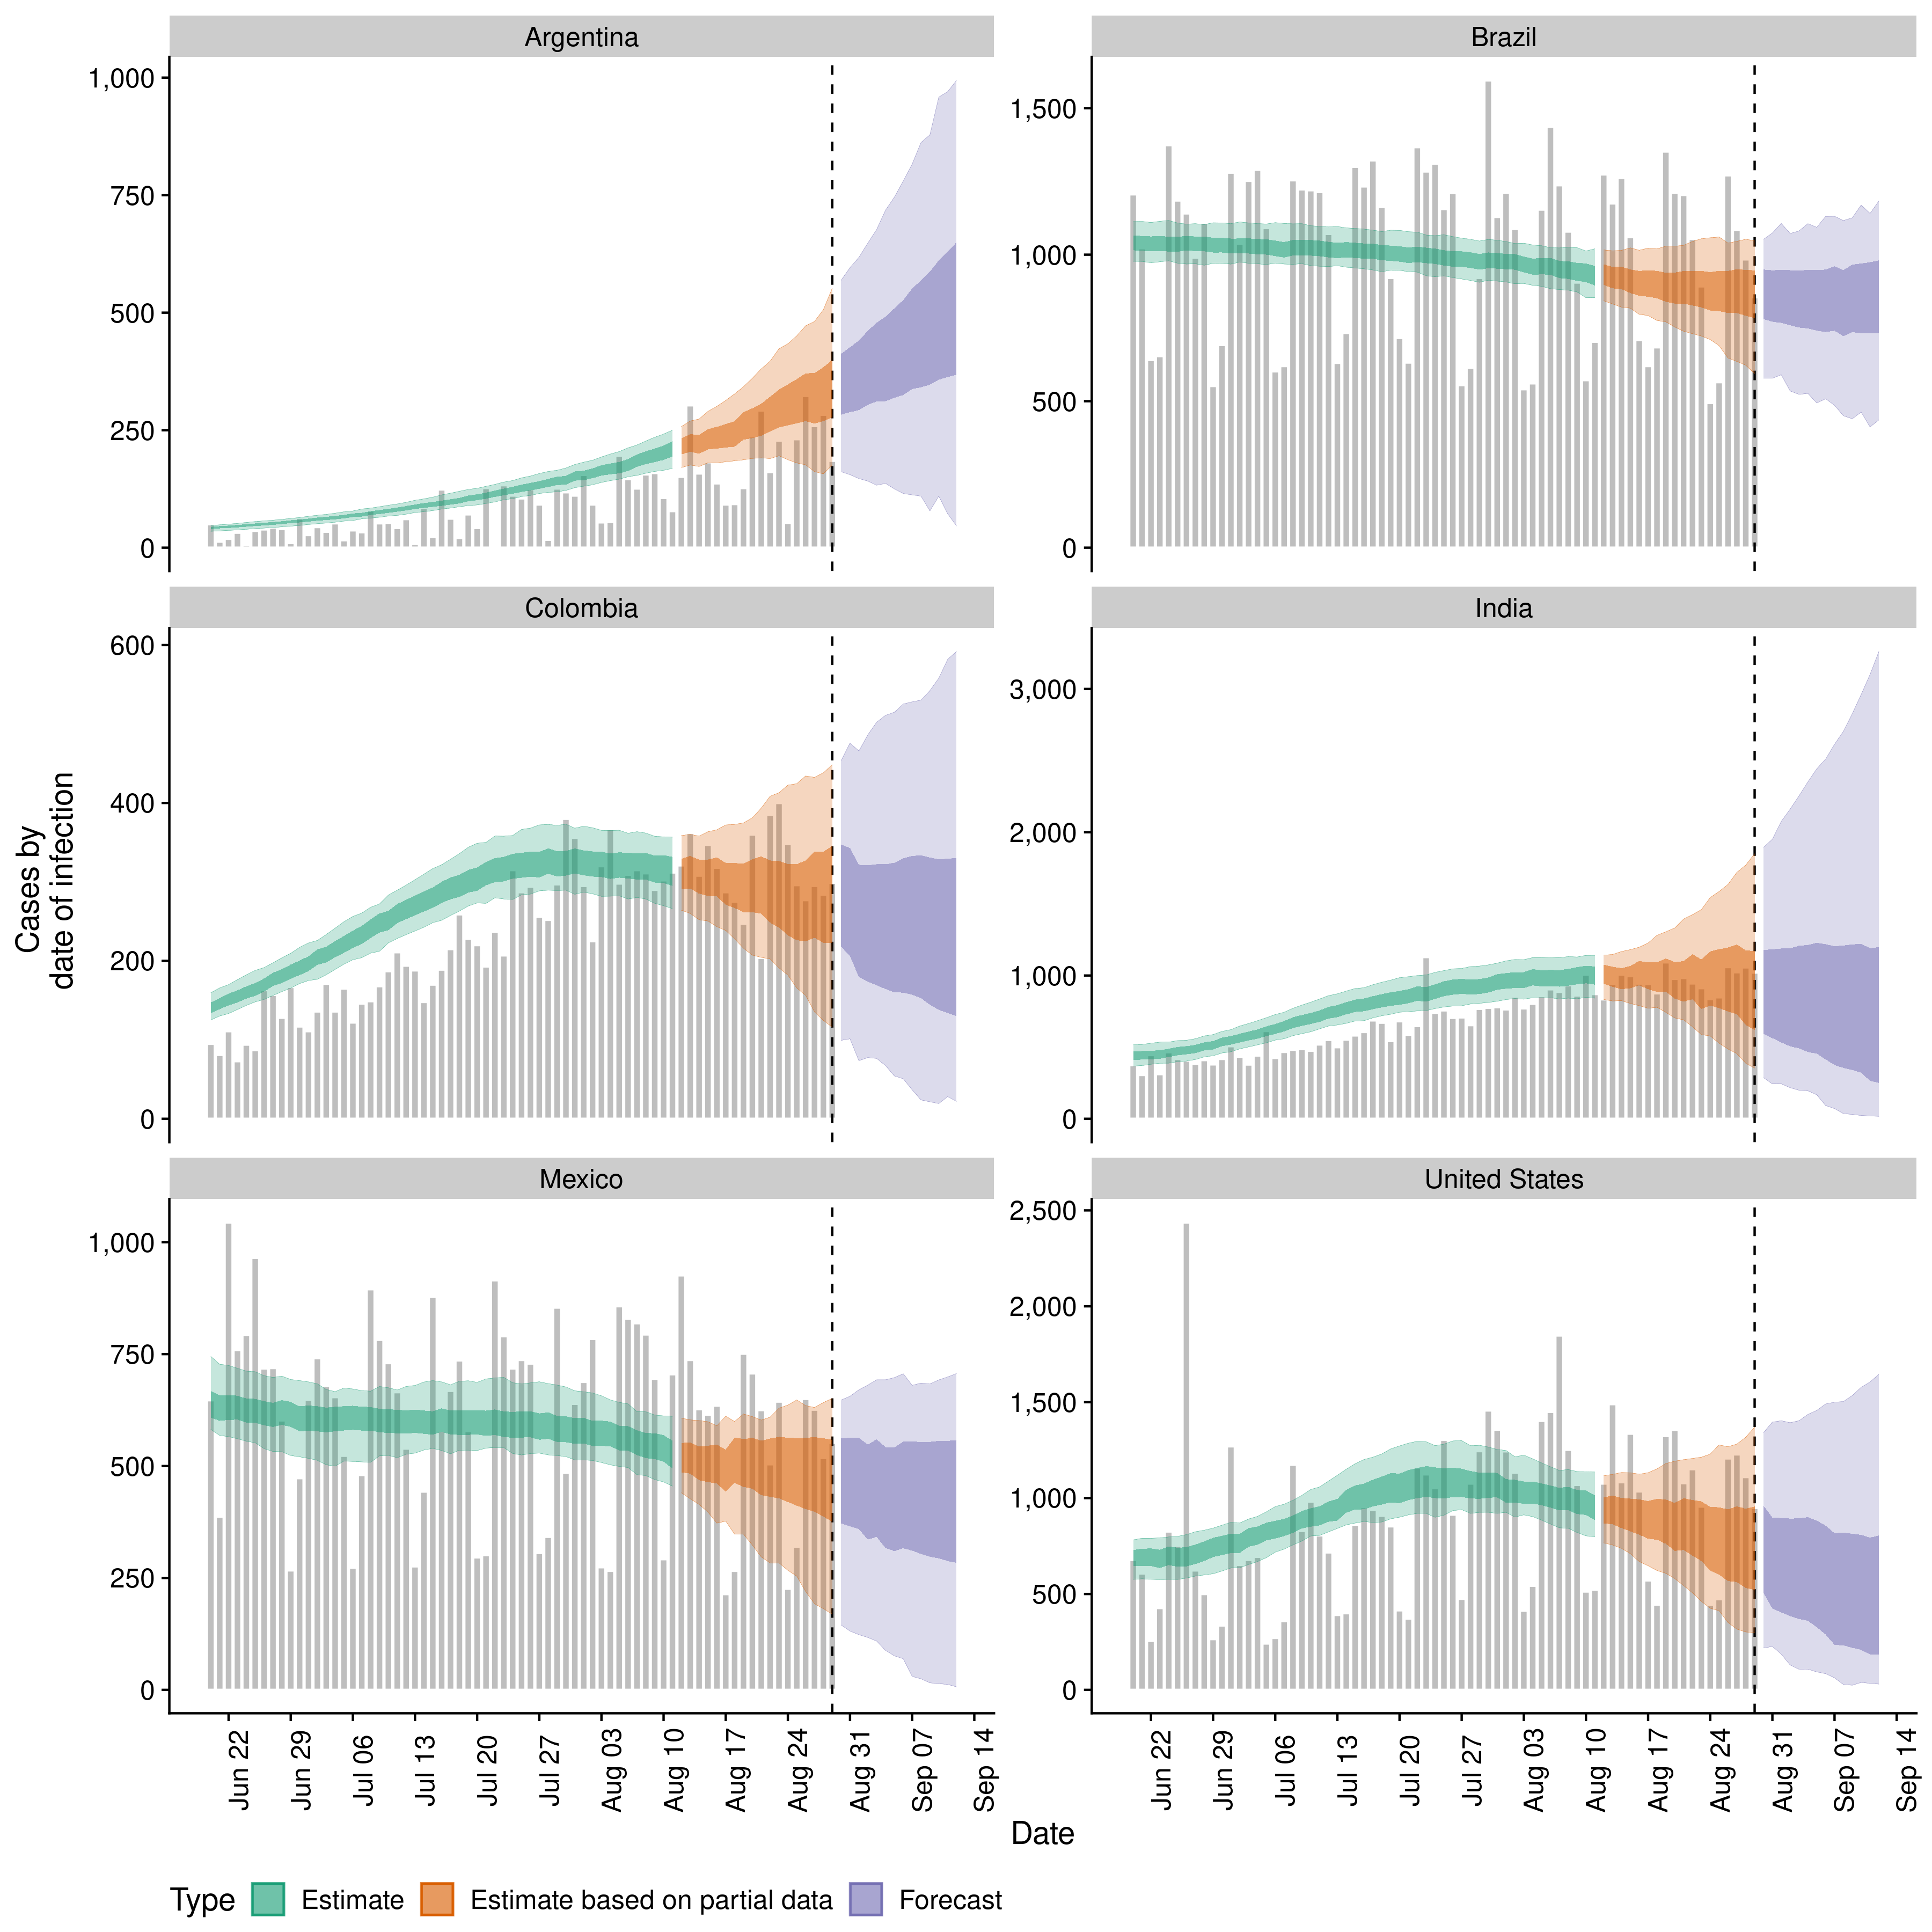 Argentina
Brazil
1,000
750
500
250
0
1,500
1,000
500
0
Colombia
India
600
400
200
0
3,000
2,000
1,000
0
Cases by
date of infection
Mexico
United States
1,000
750
500
250
0
2,500
2,000
1,500
1,000
500
0
Jun 22
Jun 29
Jul 06
Jul 13
Jul 20
Jul 27
Aug 03
Aug 10
Aug 17
Aug 24
Aug 31
Sep 07
Sep 14
Jun 22
Jun 29
Jul 06
Jul 13
Jul 20
Jul 27
Aug 03
Aug 10
Aug 17
Aug 24
Aug 31
Sep 07
Sep 14
Date
Type Estimate Estimate based on partial data Forecast